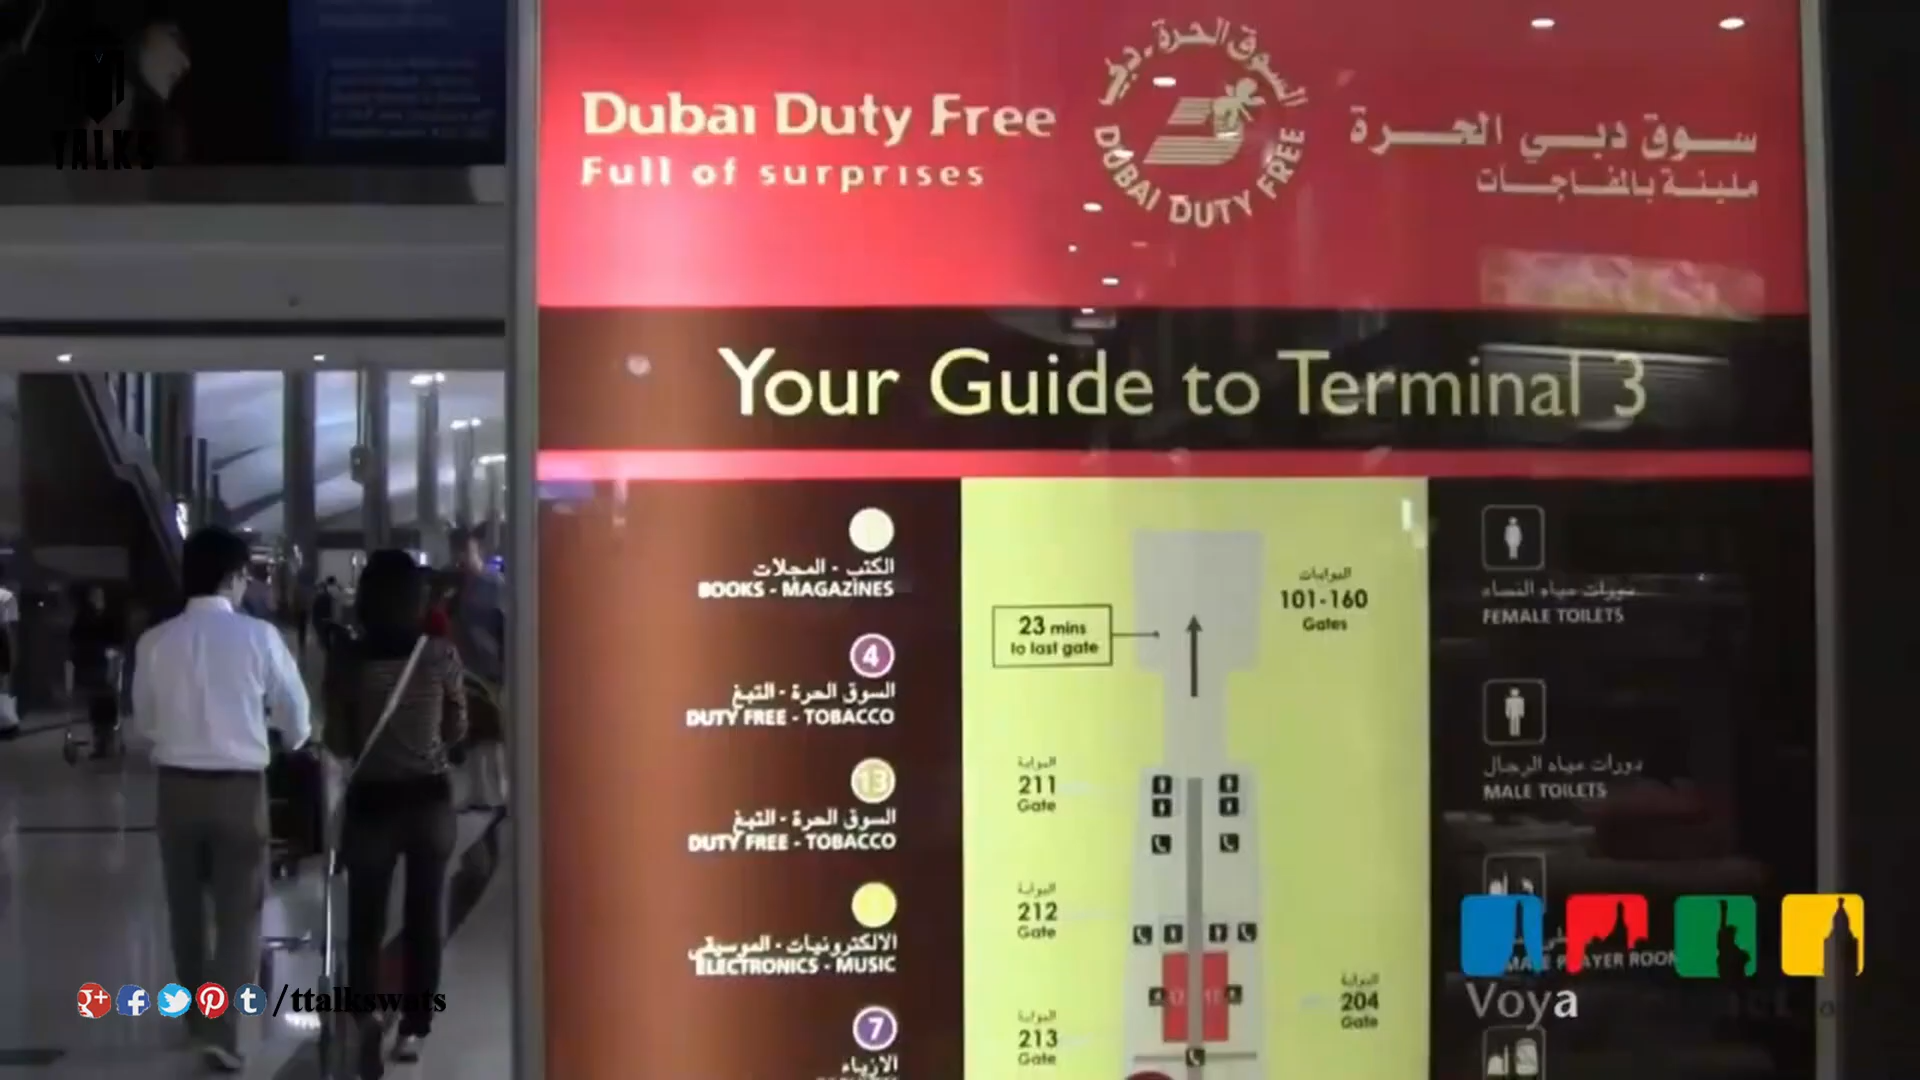 TALKS
Dubai Duty Free
Full of surprises
السوق الحرة - دبي
DUBAI DUTY FREE
سوق دبي الحرة
مليئة بالمفاجآت
Your Guide to Terminal 3
الكتب - المجلات
BOOKS - MAGAZINES
4
السوق الحرة - التبغ
DUTY FREE - TOBACCO
13
السوق الحرة - التبغ
DUTY FREE - TOBACCO
الالكترونيات - الموسيقى
ELECTRONICS - MUSIC
7
الازياء
البوابات
101-160
Gates
23 mins
to last gate
البوابة
211
Gate
البوابة
212
Gate
البوابة
204
Gate
البوابة
213
Gate
دورات مياه النساء
FEMALE TOILETS
دورات مياه الرجال
MALE TOILETS
PRAYER ROOM
Voya
/ttalkswats